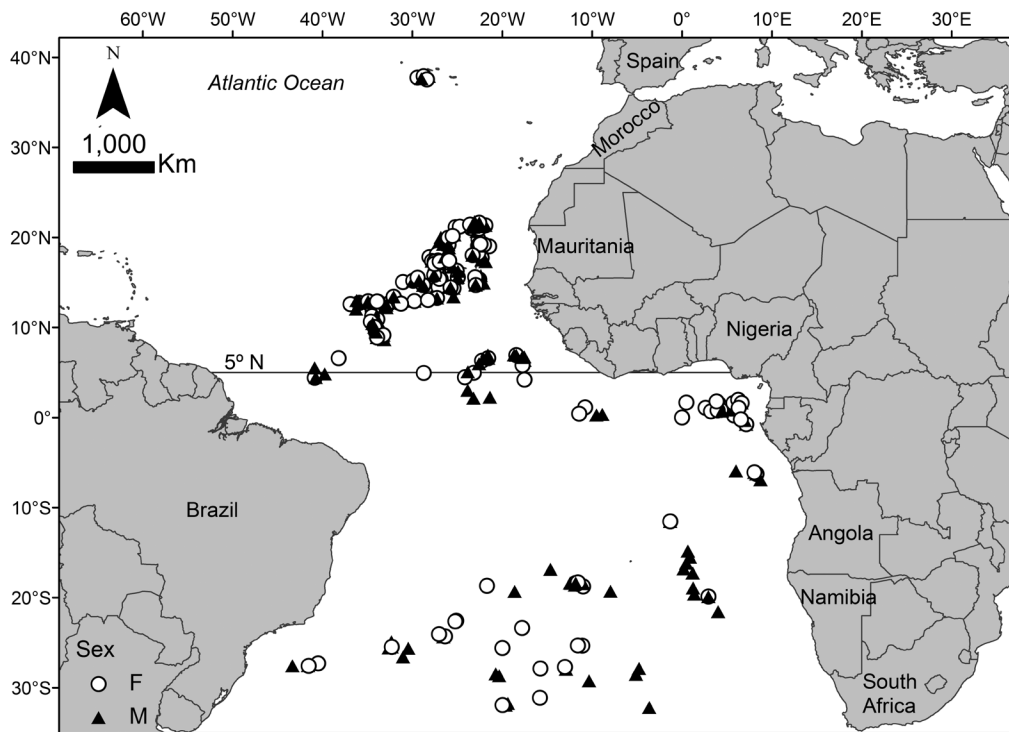 60°W 50°W 40°W 30°W 20°W 10°W 0° 10°E 20°E 30°E
40°N
30°N
20°N
10°N
0°
10°S
20°S
30°S
N
Atlantic Ocean
1,000
Km
Spain
Morocco
Mauritania
Nigeria
5º N
Brazil
Angola
Namibia
South
Africa
Sex
F
M